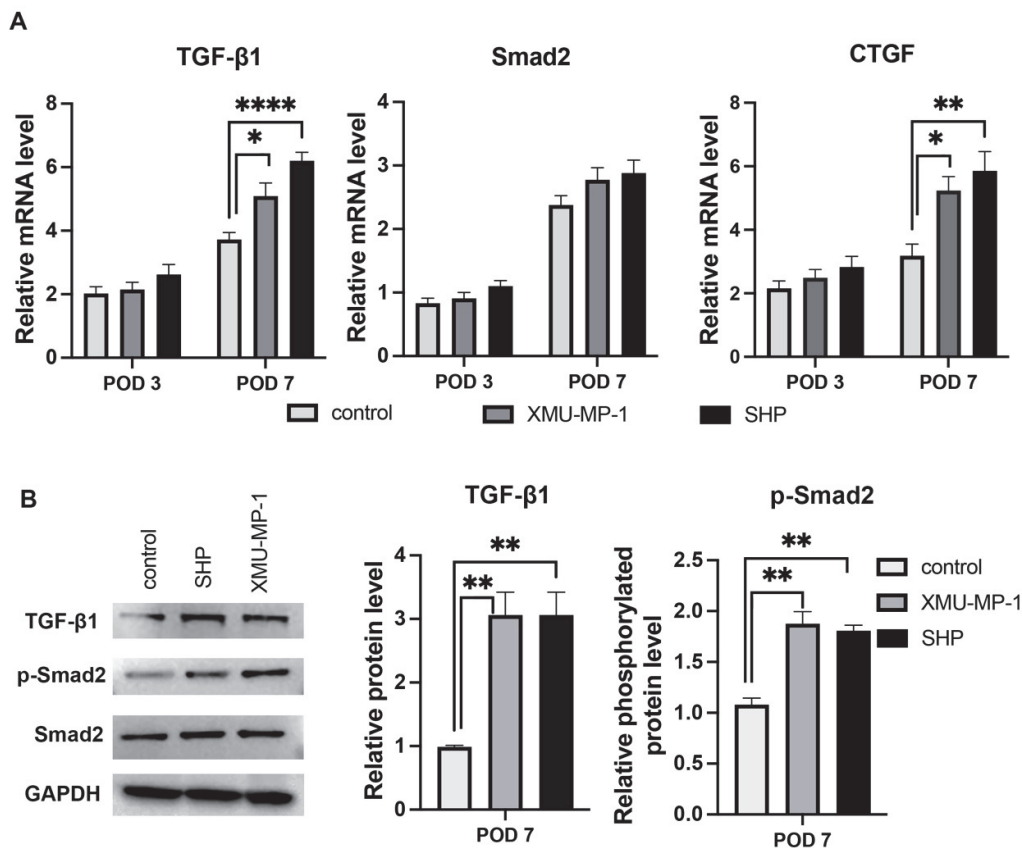 A
TGF-β1
Smad2
CTGF
Relative mRNA level
8
6
4
2
0
****
*
POD 3
POD 7
Relative mRNA level
4
3
2
1
0
POD 3
POD 7
Relative mRNA level
8
6
4
2
0
**
*
POD 3
POD 7
control
XMU-MP-1
SHP
B
control
SHP
XMU-MP-1
TGF-β1
p-Smad2
Smad2
GAPDH
TGF-β1
Relative protein level
4
3
2
1
0
**
**
POD 7
p-Smad2
Relative phosphorylated
protein level
2.5
2.0
1.5
1.0
0.5
0.0
**
**
POD 7
control
XMU-MP-1
SHP